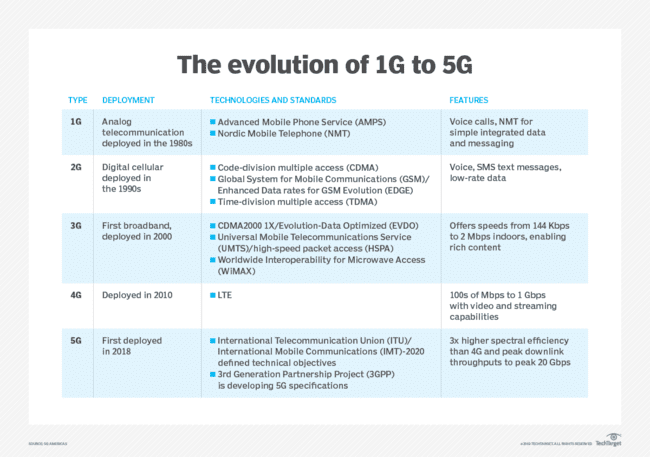 The evolution of 1G to 5G
TYPE DEPLOYMENT TECHNOLOGIES AND STANDARDS FEATURES
1G
Analog
telecommunication
deployed in the 1980s
Advanced Mobile Phone Service (AMPS)
Nordic Mobile Telephone (NMT)
Voice calls, NMT for
simple integrated data
and messaging
2G
Digital cellular
deployed in
the 1990s
Code-division multiple access (CDMA)
Global System for Mobile Communications (GSM)/
Enhanced Data rates for GSM Evolution (EDGE)
Time-division multiple access (TDMA)
Voice, SMS text messages,
low-rate data
3G
First broadband,
deployed in 2000
CDMA2000 1X/Evolution-Data Optimized (EVDO)
Universal Mobile Telecommunications Service
(UMTS)/high-speed packet access (HSPA)
Worldwide Interoperability for Microwave Access
(WiMAX)
Offers speeds from 144 Kbps
to 2 Mbps indoors, enabling
rich content
4G
Deployed in 2010
LTE
100s of Mbps to 1 Gbps
with video and streaming
capabilities
5G
First deployed
in 2018
International Telecommunication Union (ITU)/
International Mobile Communications (IMT)-2020
defined technical objectives
3rd Generation Partnership Project (3GPP)
is developing 5G specifications
3x higher spectral efficiency
than 4G and peak downlink
throughputs to peak 20 Gbps
SOURCE: 5G AMERICAS
TECHTARGET. ALL RIGHTS RESERVED
TechTarget